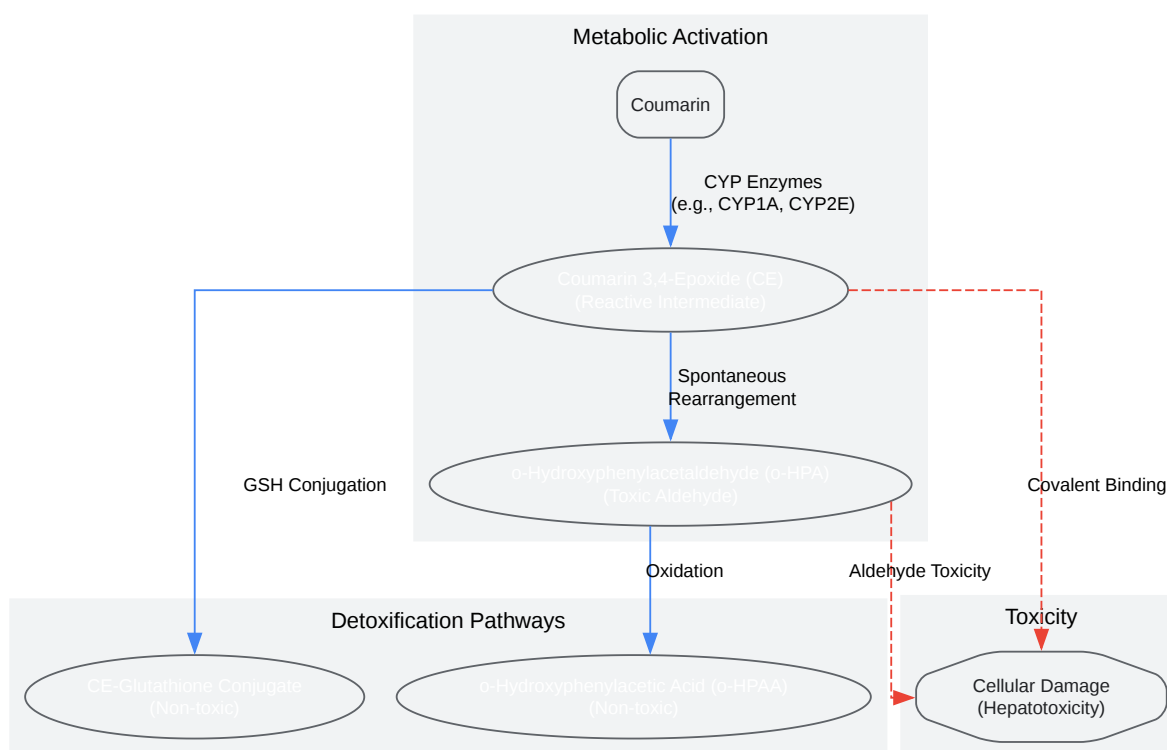 Metabolic Activation
Coumarin
CYP Enzymes
(e.g., CYP1A, CYP2E)
Coumarin 3,4-Epoxide (CE)
(Reactive Intermediate)
Spontaneous
Rearrangement
o-Hydroxyphenylacetaldehyde (o-HPA)
(Toxic Aldehyde)
GSH Conjugation
Covalent Binding
Oxidation
Aldehyde Toxicity
Detoxification Pathways
Toxicity
CE-Glutathione Conjugate
(Non-toxic)
o-Hydroxyphenylacetic Acid (o-HPAA)
(Non-toxic)
Cellular Damage
(Hepatotoxicity)